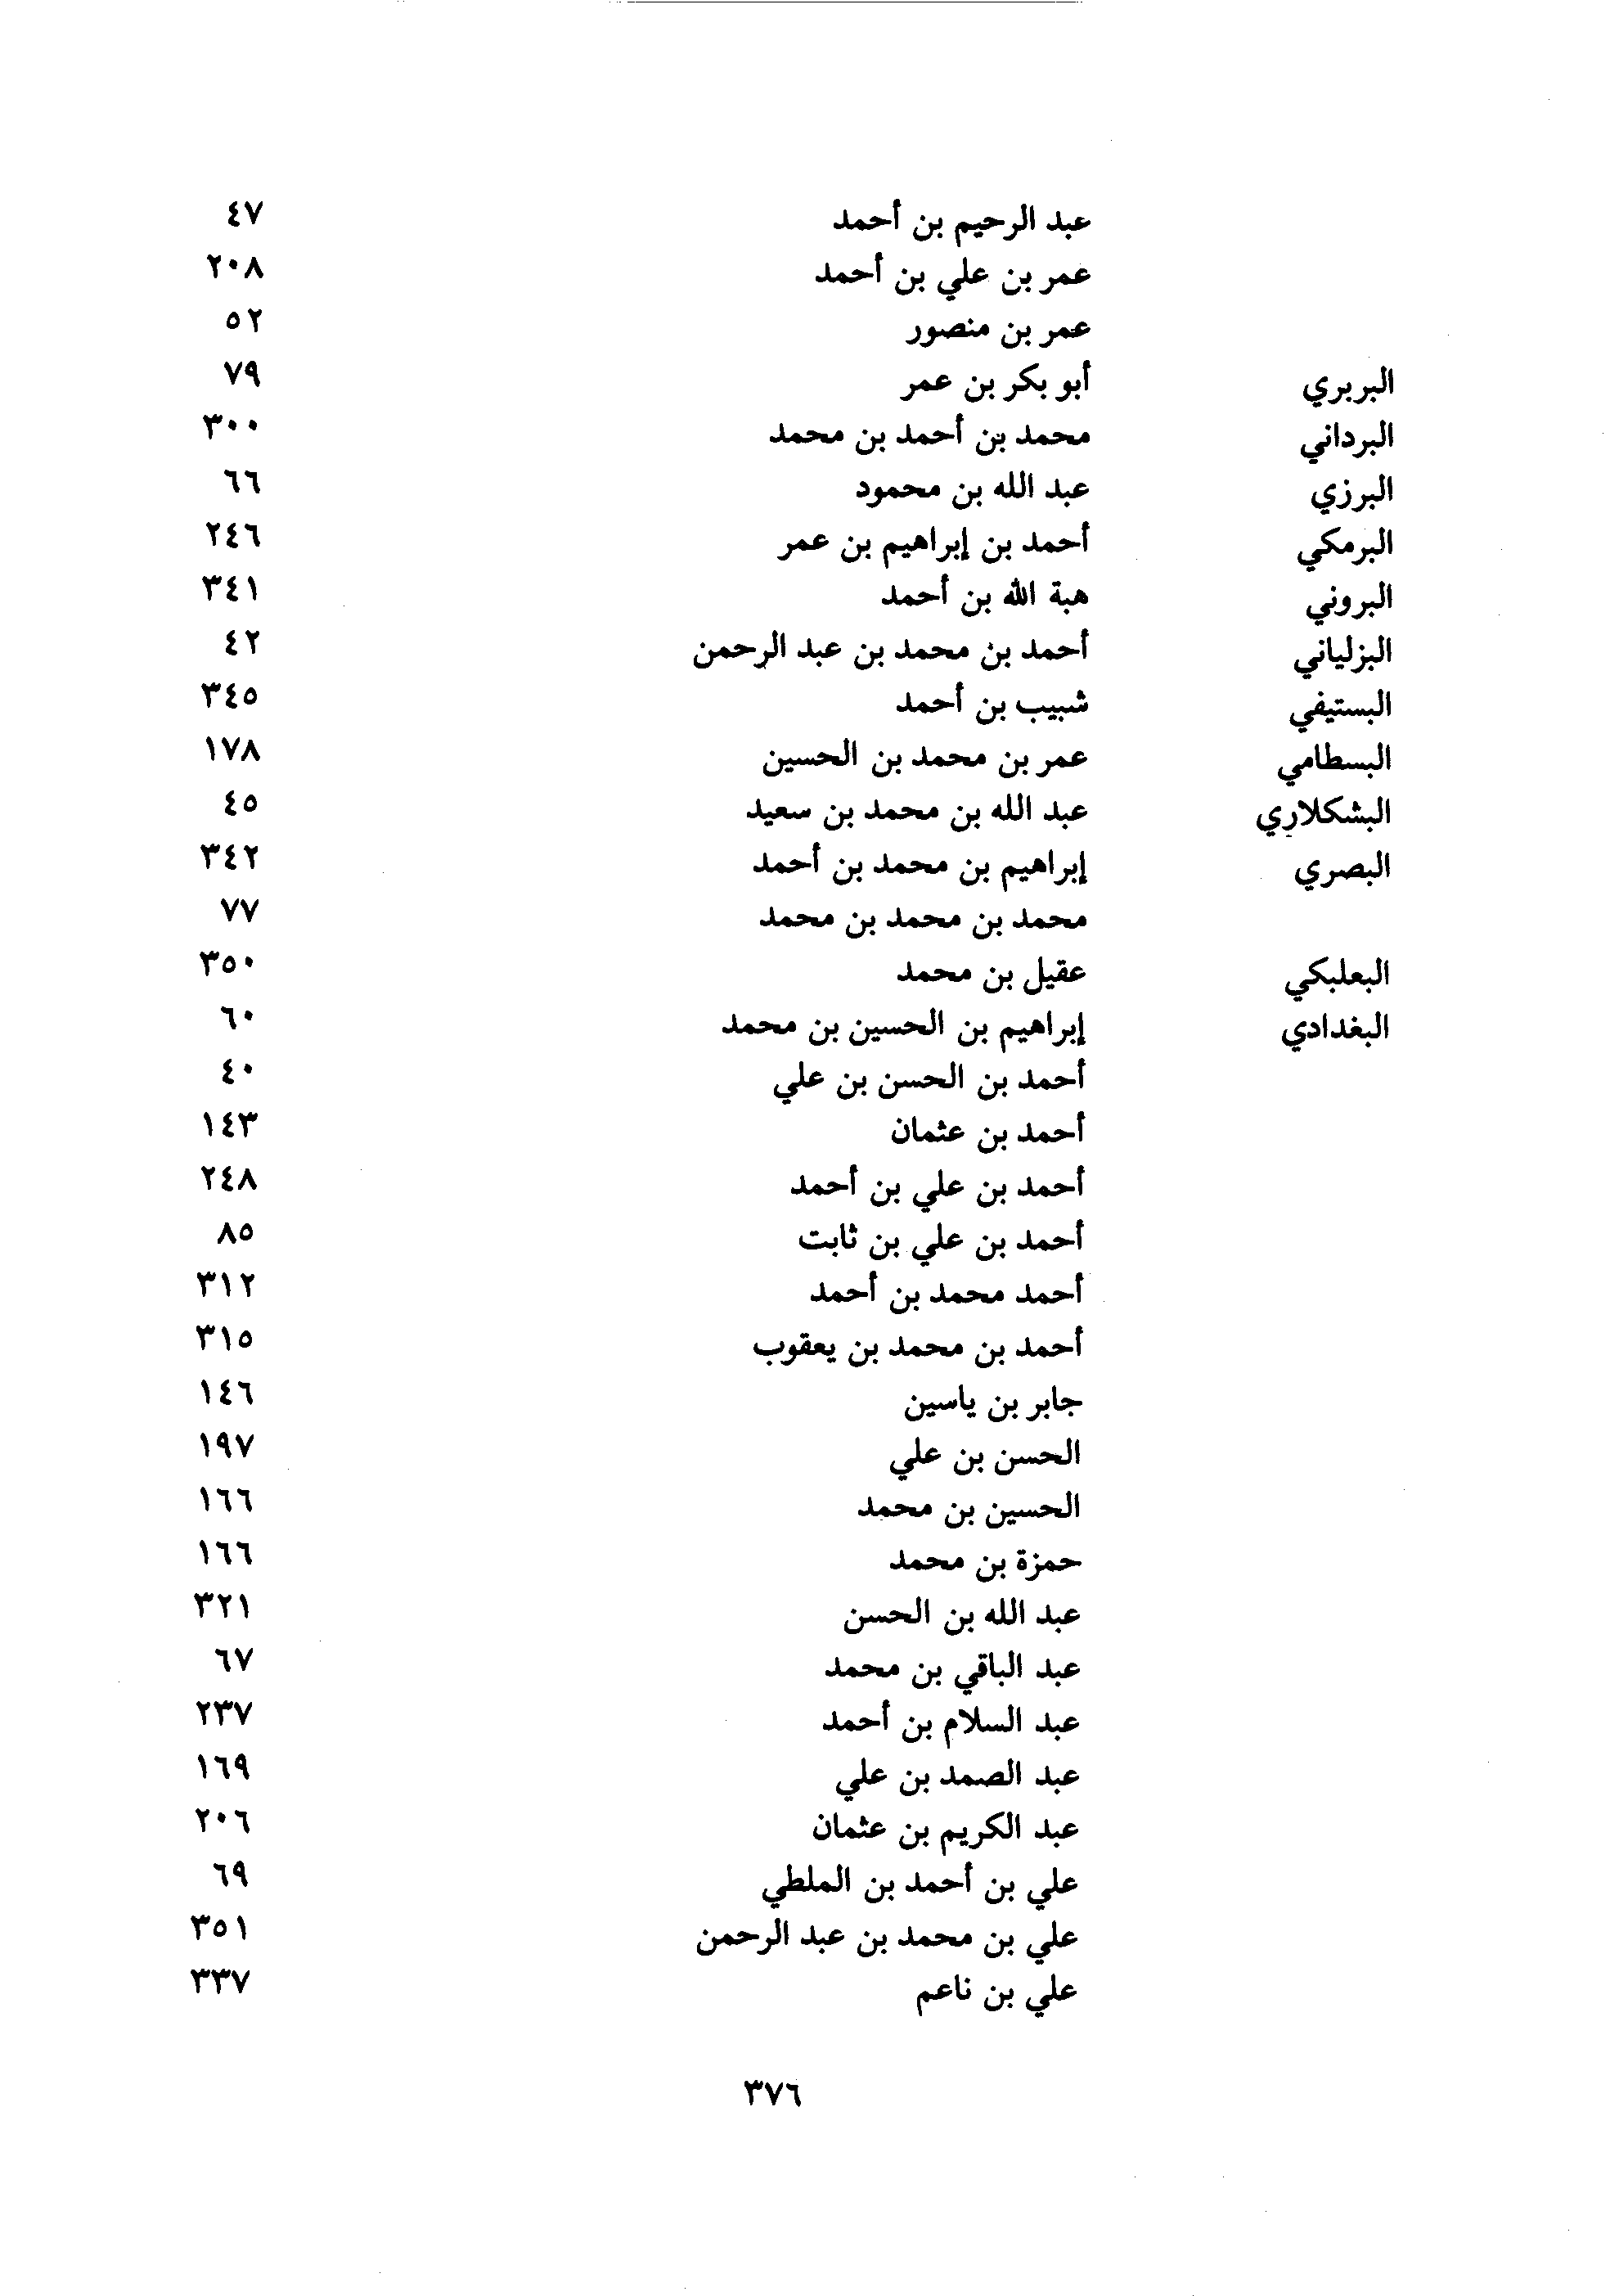 عبد الرحيم بن أحمد ٤٧
عمر بن علي بن أحمد ٢٠٨
عمر بن منصور ٥٢
البربري أبو بكر بن عمر ٧٩
البرداني محمد بن أحمد بن محمد ٣٠٠
البرزي عبد الله بن محمود ٦٦
البرمكي أحمد بن إبراهيم بن عمر ٢٤٦
البروني هبة الله بن أحمد ٣٤١
البزلياني أحمد بن محمد بن عبد الرحمن ٤٢
البستيفي شبيب بن أحمد ٣٤٥
البسطامي عمر بن محمد بن الحسين ١٧٨
البشكلاري عبد الله بن محمد بن سعيد ٤٥
البصري إبراهيم بن محمد بن أحمد ٣٤٢
محمد بن محمد بن محمد ٧٧
البعلبكي عقيل بن محمد ٣٥٠
البغدادي إبراهيم بن الحسين بن محمد ٦٠
أحمد بن الحسن بن علي ٤٠
أحمد بن عثمان ١٤٣
أحمد بن علي بن أحمد ٢٤٨
أحمد بن علي بن ثابت ٨٥
أحمد محمد بن أحمد ٣١٢
أحمد بن محمد بن يعقوب ٣١٥
جابر بن ياسين ١٤٦
الحسن بن علي ١٩٧
الحسين بن محمد ١٦٦
حمزة بن محمد ١٦٦
عبد الله بن الحسن ٣٢١
عبد الباقي بن محمد ٦٧
عبد السلام بن أحمد ٢٣٧
عبد الصمد بن علي ١٦٩
عبد الكريم بن عثمان ٢٠٦
علي بن أحمد بن الملطي ٦٩
علي بن محمد بن عبد الرحمن ٣٥١
علي بن ناعم ٣٣٧
٣٧٦